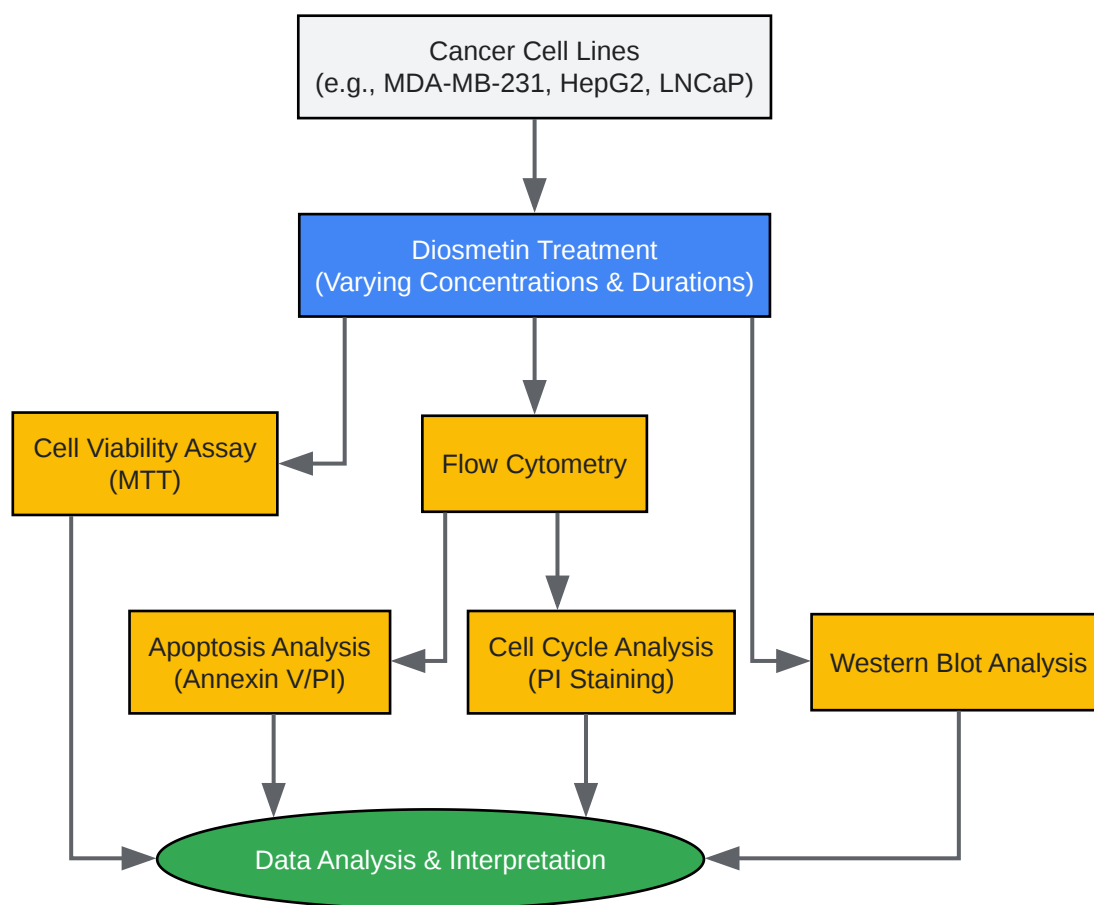 Cancer Cell Lines
(e.g., MDA-MB-231, HepG2, LNCaP)
Diosmetin Treatment
(Varying Concentrations & Durations)
Cell Viability Assay
(MTT)
Flow Cytometry
Apoptosis Analysis
(Annexin V/PI)
Cell Cycle Analysis
(PI Staining)
Western Blot Analysis
Data Analysis & Interpretation